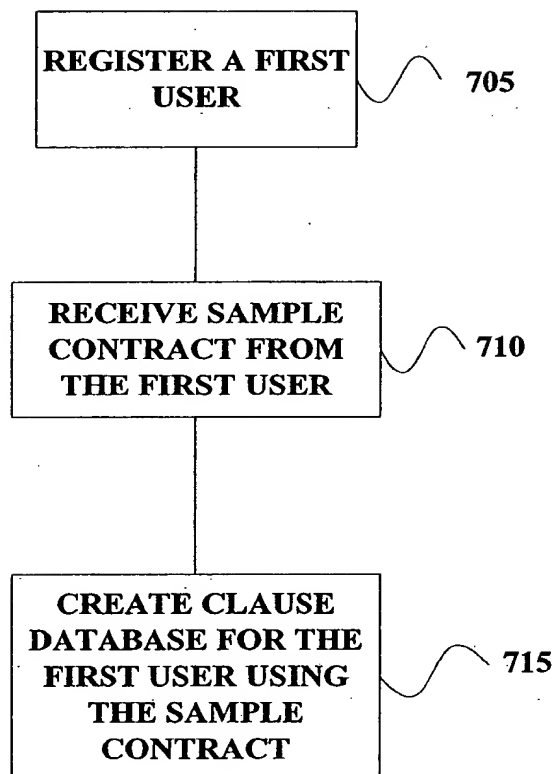 REGISTER A FIRST
USER
705
RECEIVE SAMPLE
CONTRACT FROM
THE FIRST USER
710
CREATE CLAUSE
DATABASE FOR THE
FIRST USER USING
THE SAMPLE
CONTRACT
715